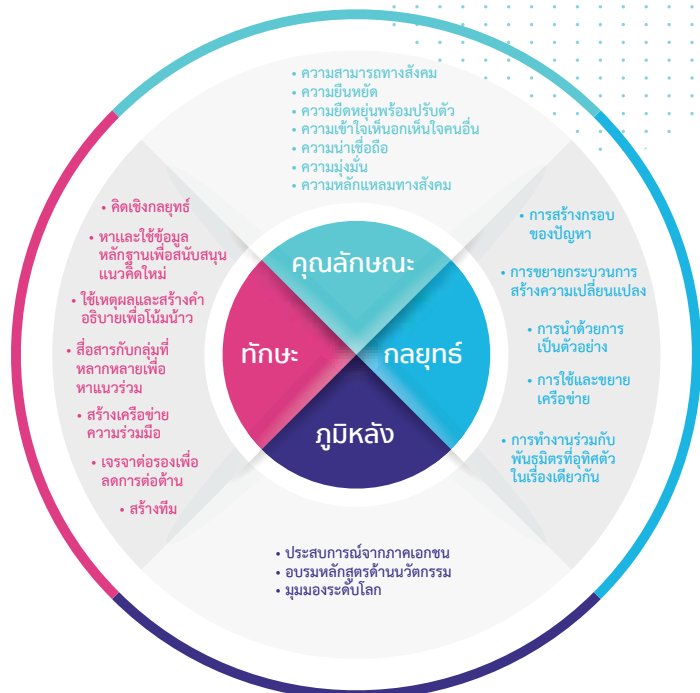 • ความสามารถทางสังคม
• ความยืนหยัด
• ความยืดหยุ่นพร้อมปรับตัว
• ความเข้าใจเห็นอกเห็นใจคนอื่น
• ความน่าเชื่อถือ
• ความมุ่งมั่น
• ความหลักแหลมทางสังคม
• คิดเชิงกลยุทธ์
• หาและใช้ข้อมูล
หลักฐานเพื่อสนับสนุน
แนวคิดใหม่
• ใช้เหตุผลและสร้างคำ
อธิบายเพื่อโน้มน้าว
• สื่อสารกับกลุ่มที่
หลากหลายเพื่อ
หาแนวร่วม
• สร้างเครือข่าย
ความร่วมมือ
• เจรจาต่อรองเพื่อ
ลดการต่อต้าน
• สร้างทีม
คุณลักษณะ
ทักษะ
กลยุทธ์
ภูมิหลัง
• การสร้างกรอบ
ของปัญหา
• การขยายกระบวนการ
สร้างความเปลี่ยนแปลง
• การนำด้วยการ
เป็นตัวอย่าง
• การใช้และขยาย
เครือข่าย
• การทำงานร่วมกับ
พันธมิตรที่อุทิศตัว
ในเรื่องเดียวกัน
• ประสบการณ์จากภาคเอกชน
• อบรมหลักสูตรด้านนวัตกรรม
• มุมมองระดับโลก